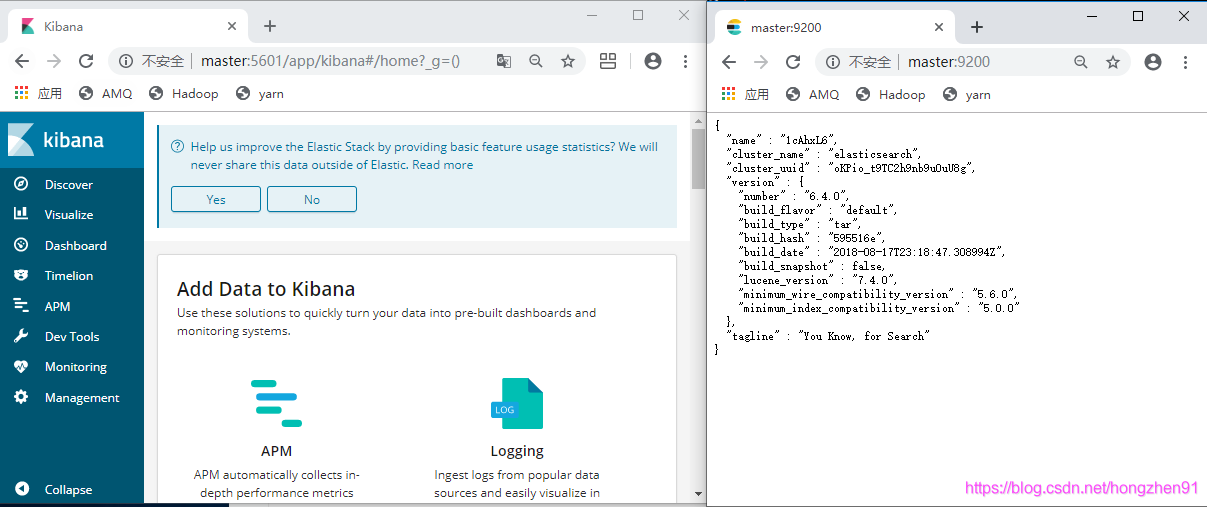 Kibana
不安全 master:5601/app/kibana#/home?_g=()
应用 AMQ Hadoop yarn
kibana
Discover
Visualize
Dashboard
Timelion
APM
Dev Tools
Monitoring
Management
Collapse
Help us improve the Elastic Stack by providing basic feature usage statistics? We will
never share this data outside of Elastic. Read more
Yes No
Add Data to Kibana
Use these solutions to quickly turn your data into pre-built dashboards and
monitoring systems.
LOG
APM
APM automatically collects in-
depth performance metrics
Logging
Ingest logs from popular data
sources and easily visualize in
master:9200
不安全 master:9200
应用 AMQ Hadoop yarn
{
"name" : "1cAhxL6",
"cluster_name" : "elasticsearch",
"cluster_uuid" : "oKPio_t9TC2h9nb9uOuU8g",
"version" : {
"number" : "6.4.0",
"build_flavor" : "default",
"build_type" : "tar",
"build_hash" : "595516e",
"build_date" : "2018-08-17T23:18:47.308994Z",
"build_snapshot" : false,
"lucene_version" : "7.4.0",
"minimum_wire_compatibility_version" : "5.6.0",
"minimum_index_compatibility_version" : "5.0.0"
},
"tagline" : "You Know, for Search"
}
https://blog.csdn.net/hongzhen91